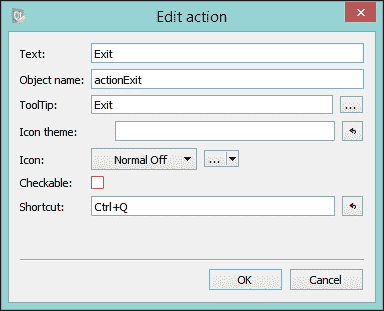 Edit action
Text: Exit
Object name: actionExit
ToolTip: Exit ...
Icon theme:
Icon: Normal Off ...
Checkable:
Shortcut: Ctrl+Q
OK Cancel